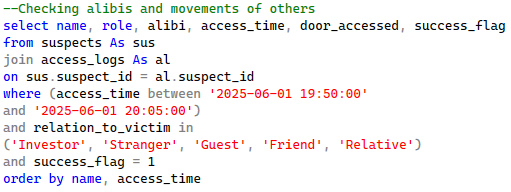 --Checking alibis and movements of others
select name, role, alibi, access_time, door_accessed, success_flag
from suspects As sus
join access_logs As al
on sus.suspect_id = al.suspect_id
where (access_time between '2025-06-01 19:50:00'
and '2025-06-01 20:05:00')
and relation_to_victim in
('Investor', 'Stranger', 'Guest', 'Friend', 'Relative')
and success_flag = 1
order by name, access_time